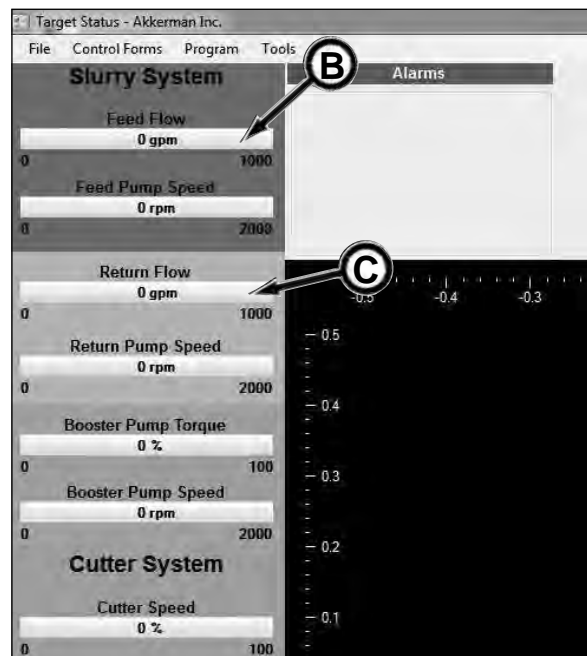 Target Status - Akkerman Inc.
File Control Forms Program Tools
Slurry System
Feed Flow
0 gpm
0 1000
Feed Pump Speed
0 rpm
0 2000
Return Flow
0 gpm
0 1000
Return Pump Speed
0 rpm
0 2000
Booster Pump Torque
0 %
0 100
Booster Pump Speed
0 rpm
0 2000
Cutter System
Cutter Speed
0 %
0 100
B
Alarms
C
-0.5 -0.4 -0.3
0.5
0.4
0.3
0.2
0.1